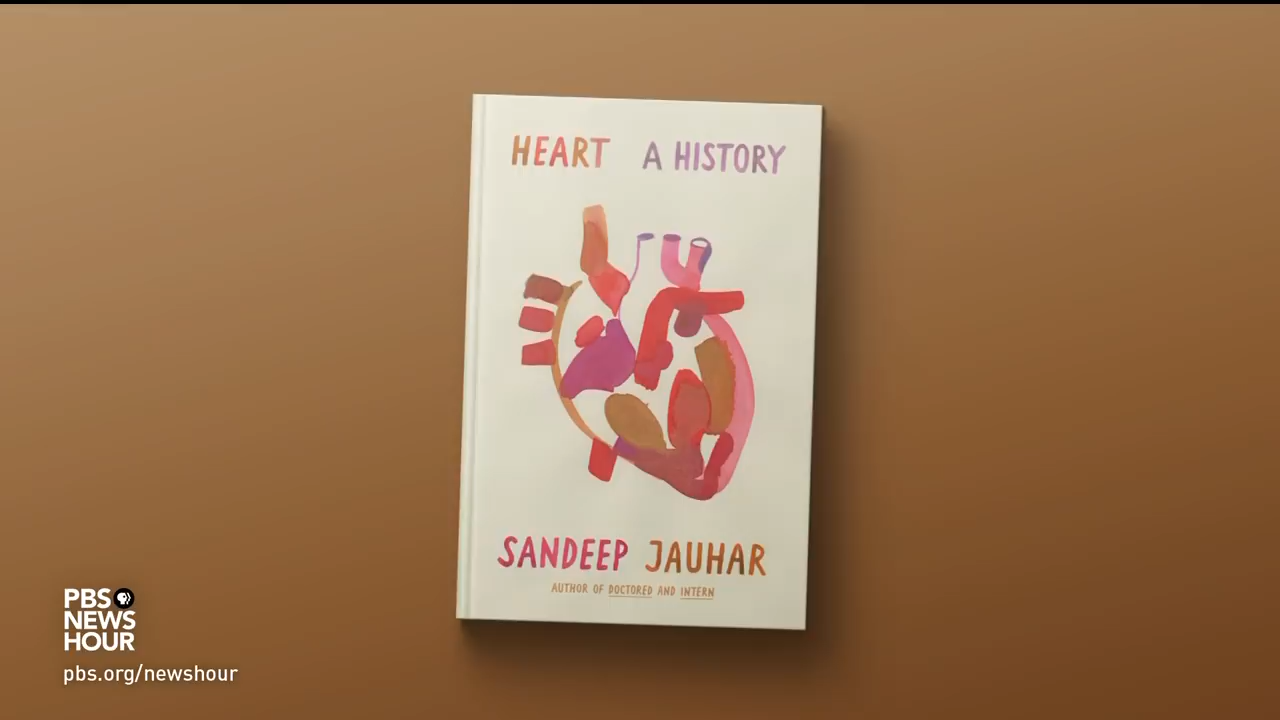 HEART A HISTORY
SANDEEP JAUHAR
AUTHOR OF DOCTORED AND INTERN
PBS
NEWS
HOUR
pbs.org/newshour